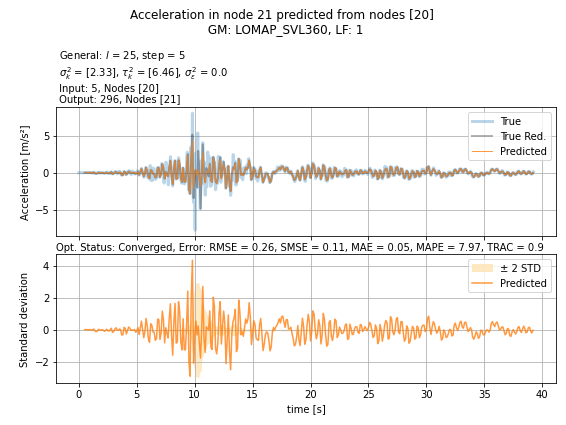 Acceleration in node 21 predicted from nodes [20]
GM: LOMAP_SVL360, LF: 1
General: l = 25, step = 5
σ²ₖ = [2.33], τ²ₖ = [6.46], σ²ε = 0.0
Input: 5, Nodes [20]
Output: 296, Nodes [21]
Acceleration [m/s²]
5
0
−5
True
True Red.
Predicted
Opt. Status: Converged, Error: RMSE = 0.26, SMSE = 0.11, MAE = 0.05, MAPE = 7.97, TRAC = 0.9
Standard deviation
4
2
0
−2
± 2 STD
Predicted
0 5 10 15 20 25 30 35 40
time [s]